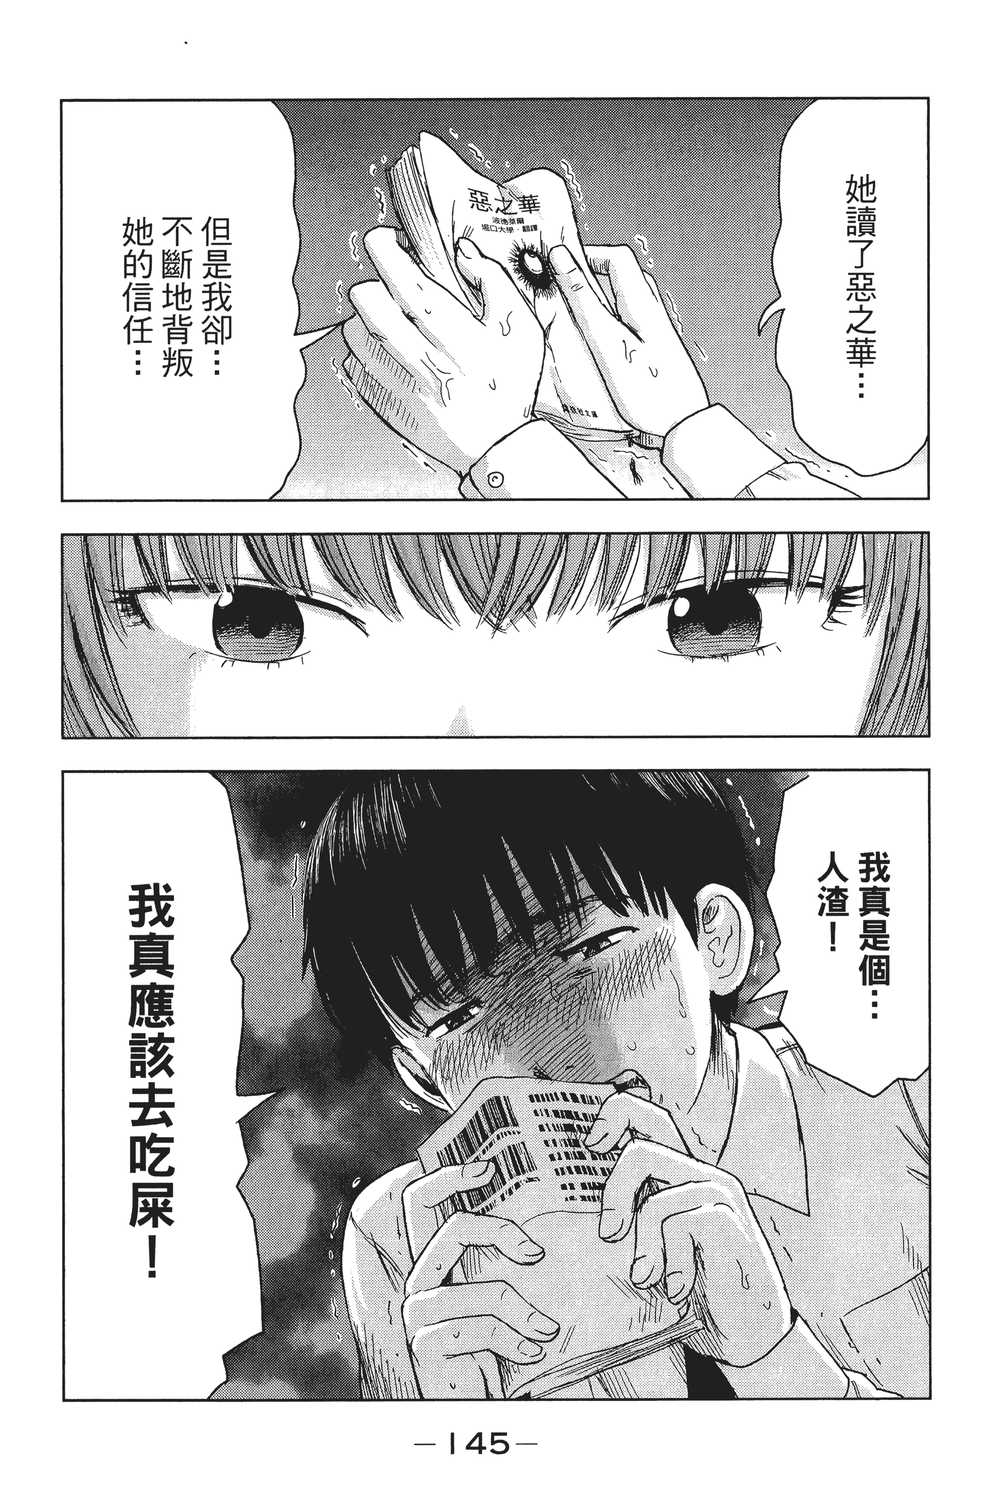 她讀了惡之華…
惡之華
波德萊爾
堀口大學・翻譯
但是我卻…
不斷地背叛
她的信任…
我真是個…
人渣！
我真應該去吃屎！
—145—